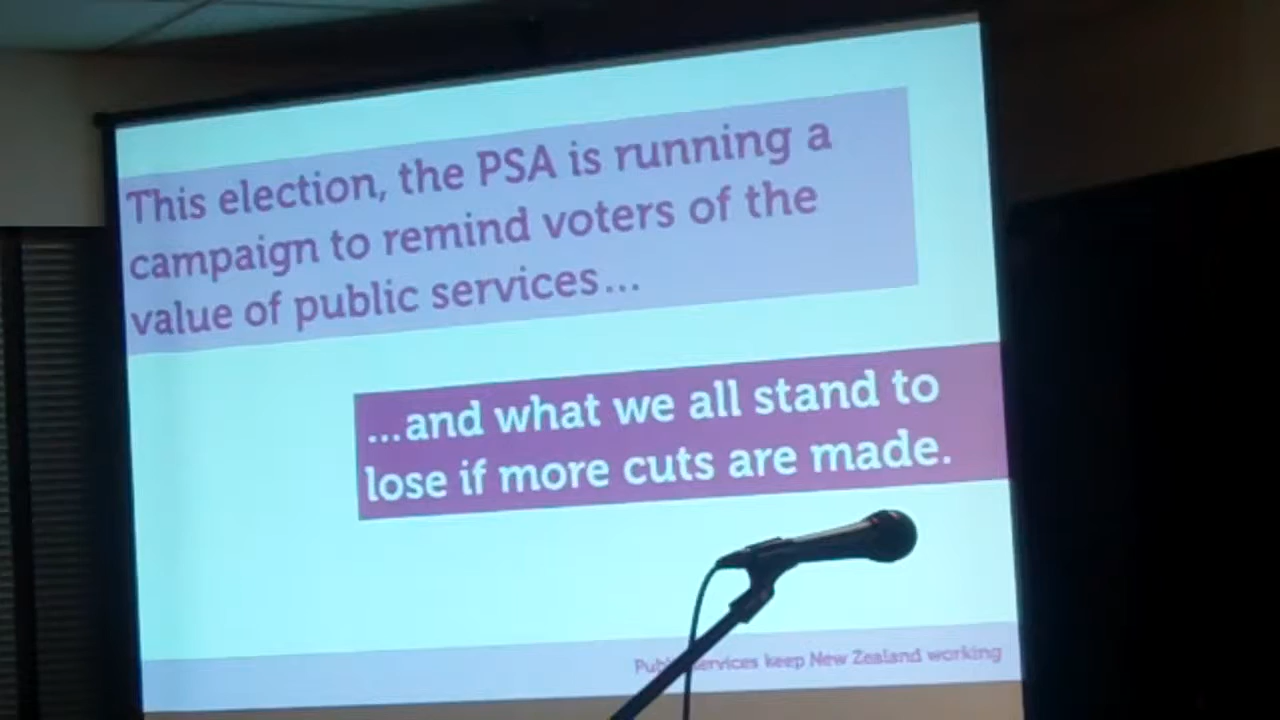 This election, the PSA is running a
campaign to remind voters of the
value of public services...
...and what we all stand to
lose if more cuts are made.
Public services keep New Zealand working